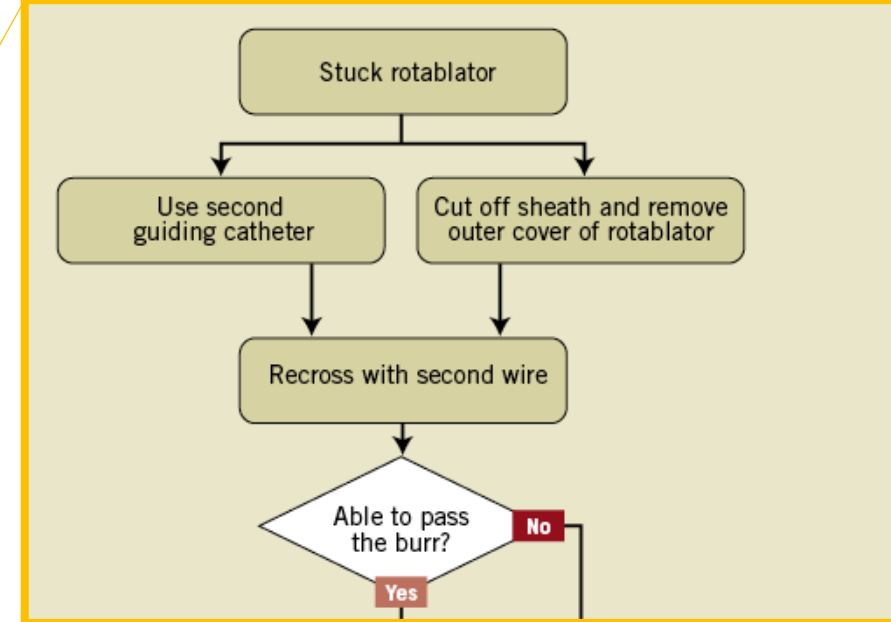 Stuck rotablator
Use second
guiding catheter
Cut off sheath and remove
outer cover of rotablator
Recross with second wire
Able to pass
the burr?
No
Yes